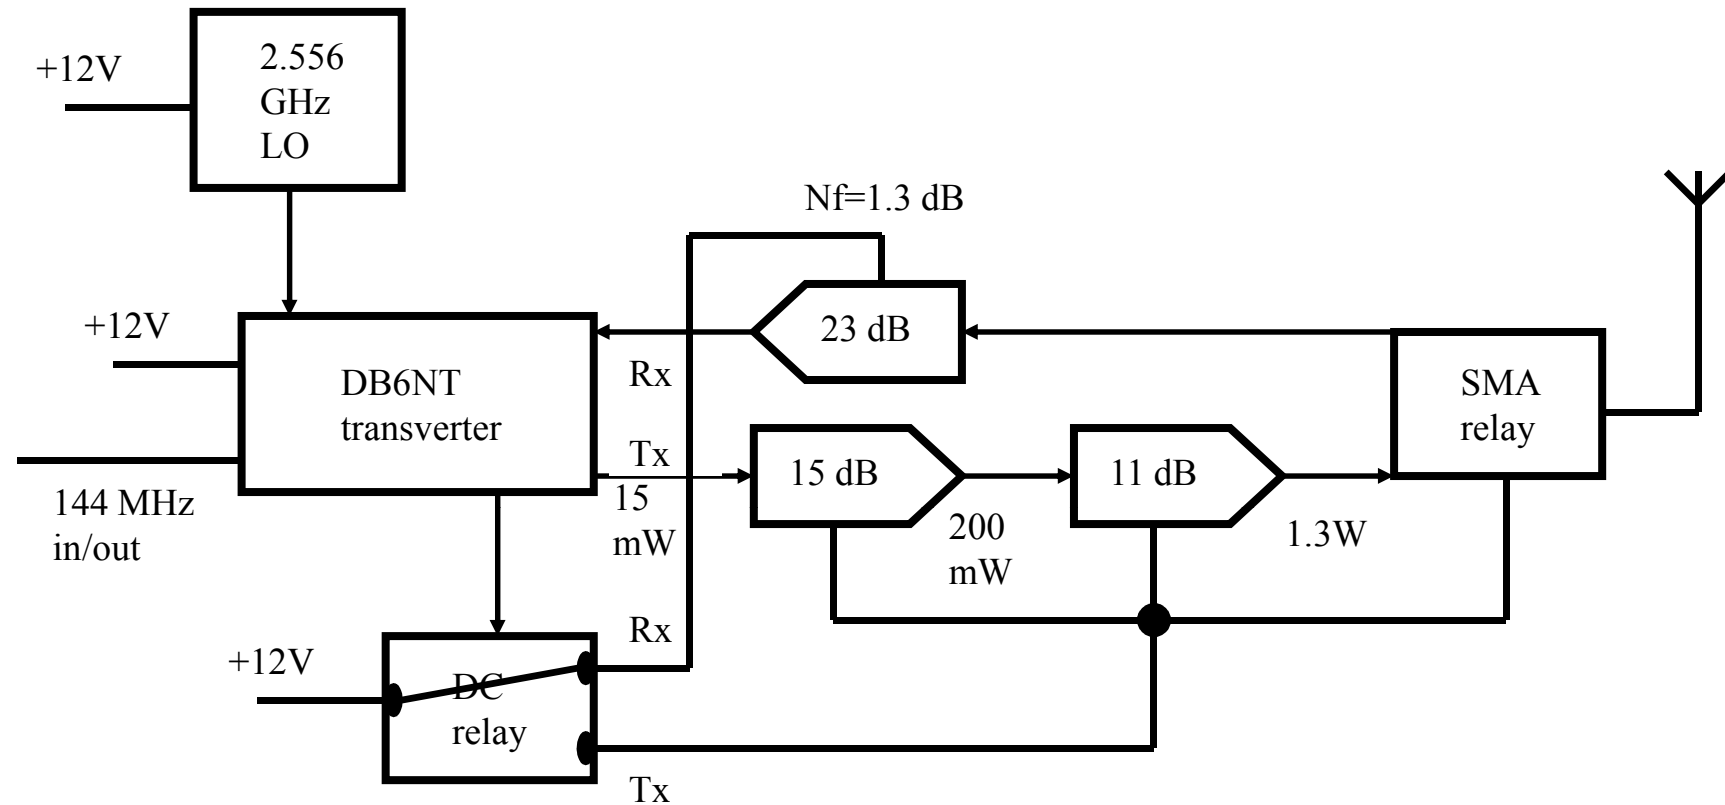 2.556
GHz
LO
+12V
Nf=1.3 dB
+12V
23 dB
DB6NT
transverter
Rx
SMA
relay
Tx
15
mW
15 dB
11 dB
144 MHz
in/out
200
mW
1.3W
Rx
+12V
DC
relay
Tx